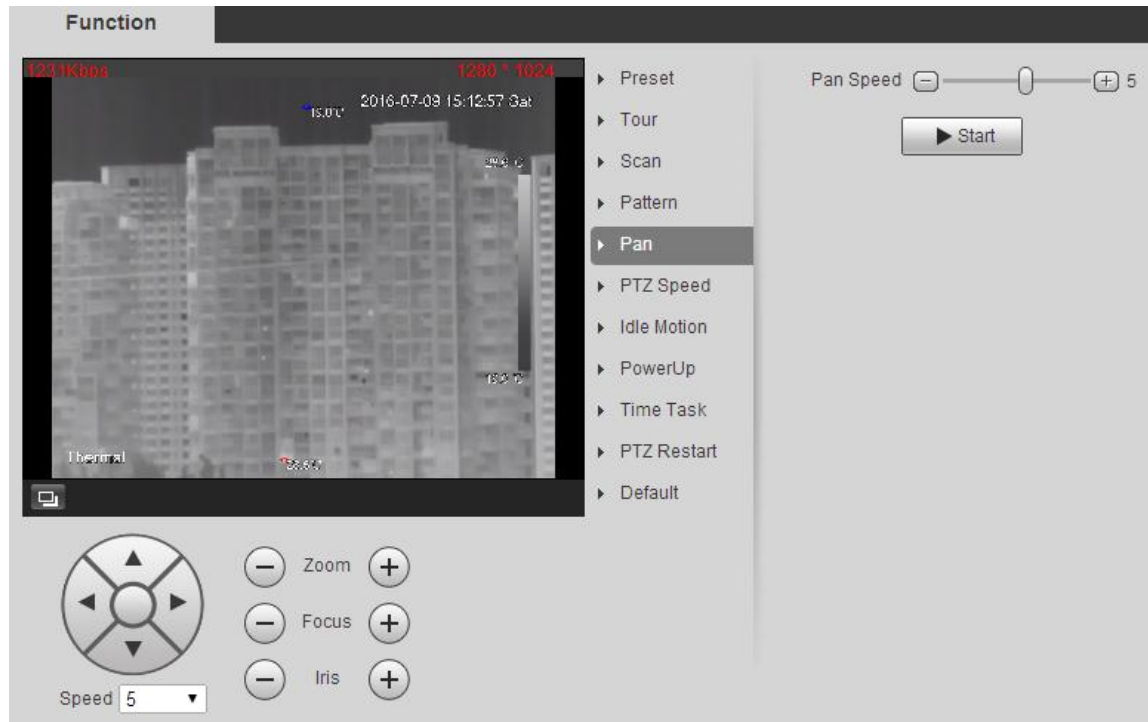 Function
1280 * 1024
2016-07-09 15:12:57 Sat
Thermal
Preset
Tour
Scan
Pattern
Pan
PTZ Speed
Idle Motion
PowerUp
Time Task
PTZ Restart
Default
Pan Speed 5
Start
Zoom
Focus
Iris
Speed 5